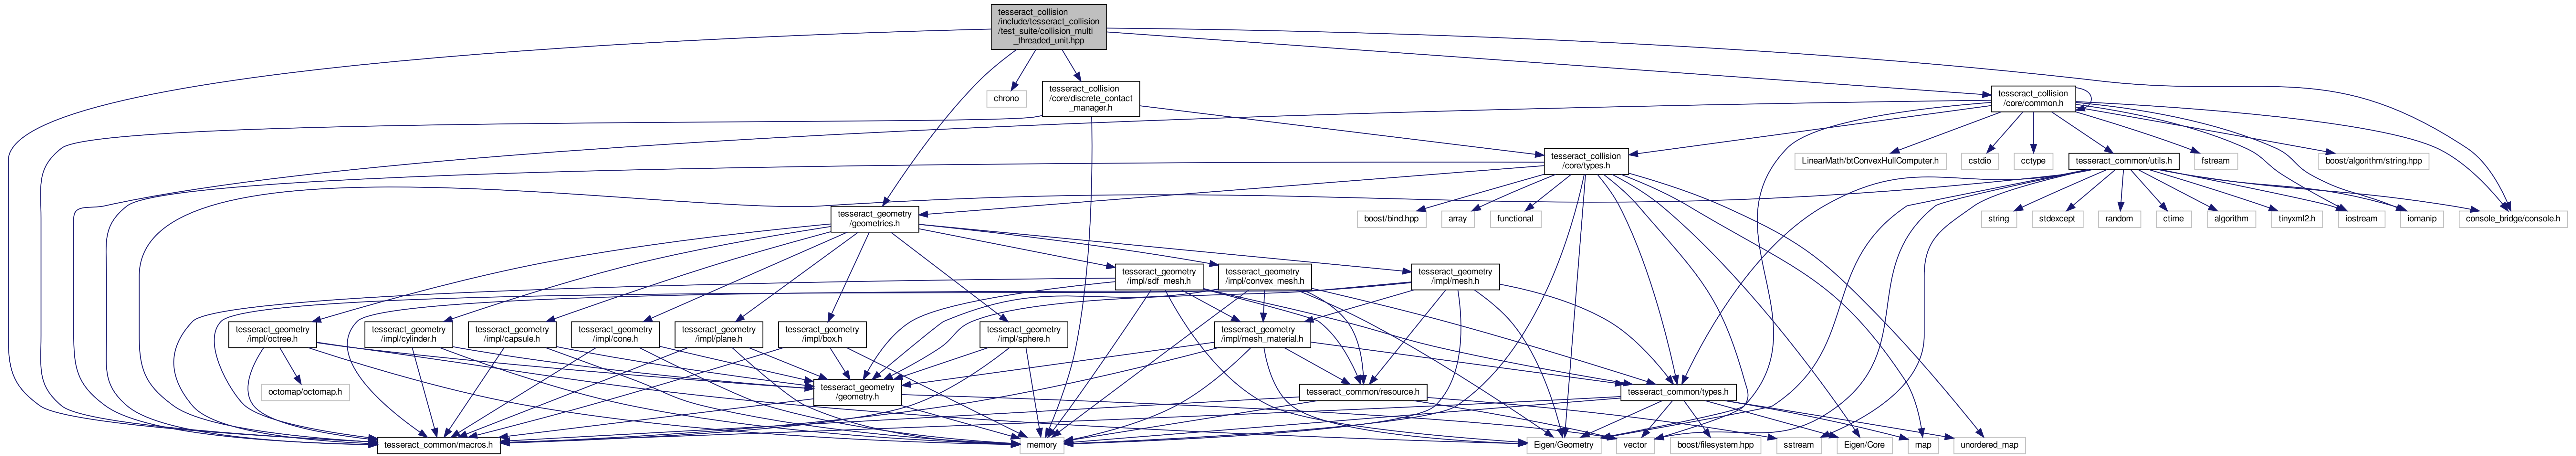 tesseract_collision
/include/tesseract_collision
/test_suite/collision_multi
_threaded_unit.hpp
chrono
tesseract_collision
/core/discrete_contact
_manager.h
tesseract_collision
/core/common.h
tesseract_collision
/core/types.h
LinearMath/btConvexHullComputer.h
cstdio
cctype
tesseract_common/utils.h
fstream
boost/algorithm/string.hpp
tesseract_geometry
/geometries.h
boost/bind.hpp
array
functional
string
stdexcept
random
ctime
algorithm
tinyxml2.h
iostream
iomanip
console_bridge/console.h
tesseract_geometry
/impl/sdf_mesh.h
tesseract_geometry
/impl/convex_mesh.h
tesseract_geometry
/impl/mesh.h
tesseract_geometry
/impl/octree.h
tesseract_geometry
/impl/cylinder.h
tesseract_geometry
/impl/capsule.h
tesseract_geometry
/impl/cone.h
tesseract_geometry
/impl/plane.h
tesseract_geometry
/impl/box.h
tesseract_geometry
/impl/sphere.h
tesseract_geometry
/impl/mesh_material.h
octomap/octomap.h
tesseract_geometry
/geometry.h
tesseract_common/resource.h
tesseract_common/types.h
tesseract_common/macros.h
memory
Eigen/Geometry
vector
boost/filesystem.hpp
sstream
Eigen/Core
map
unordered_map